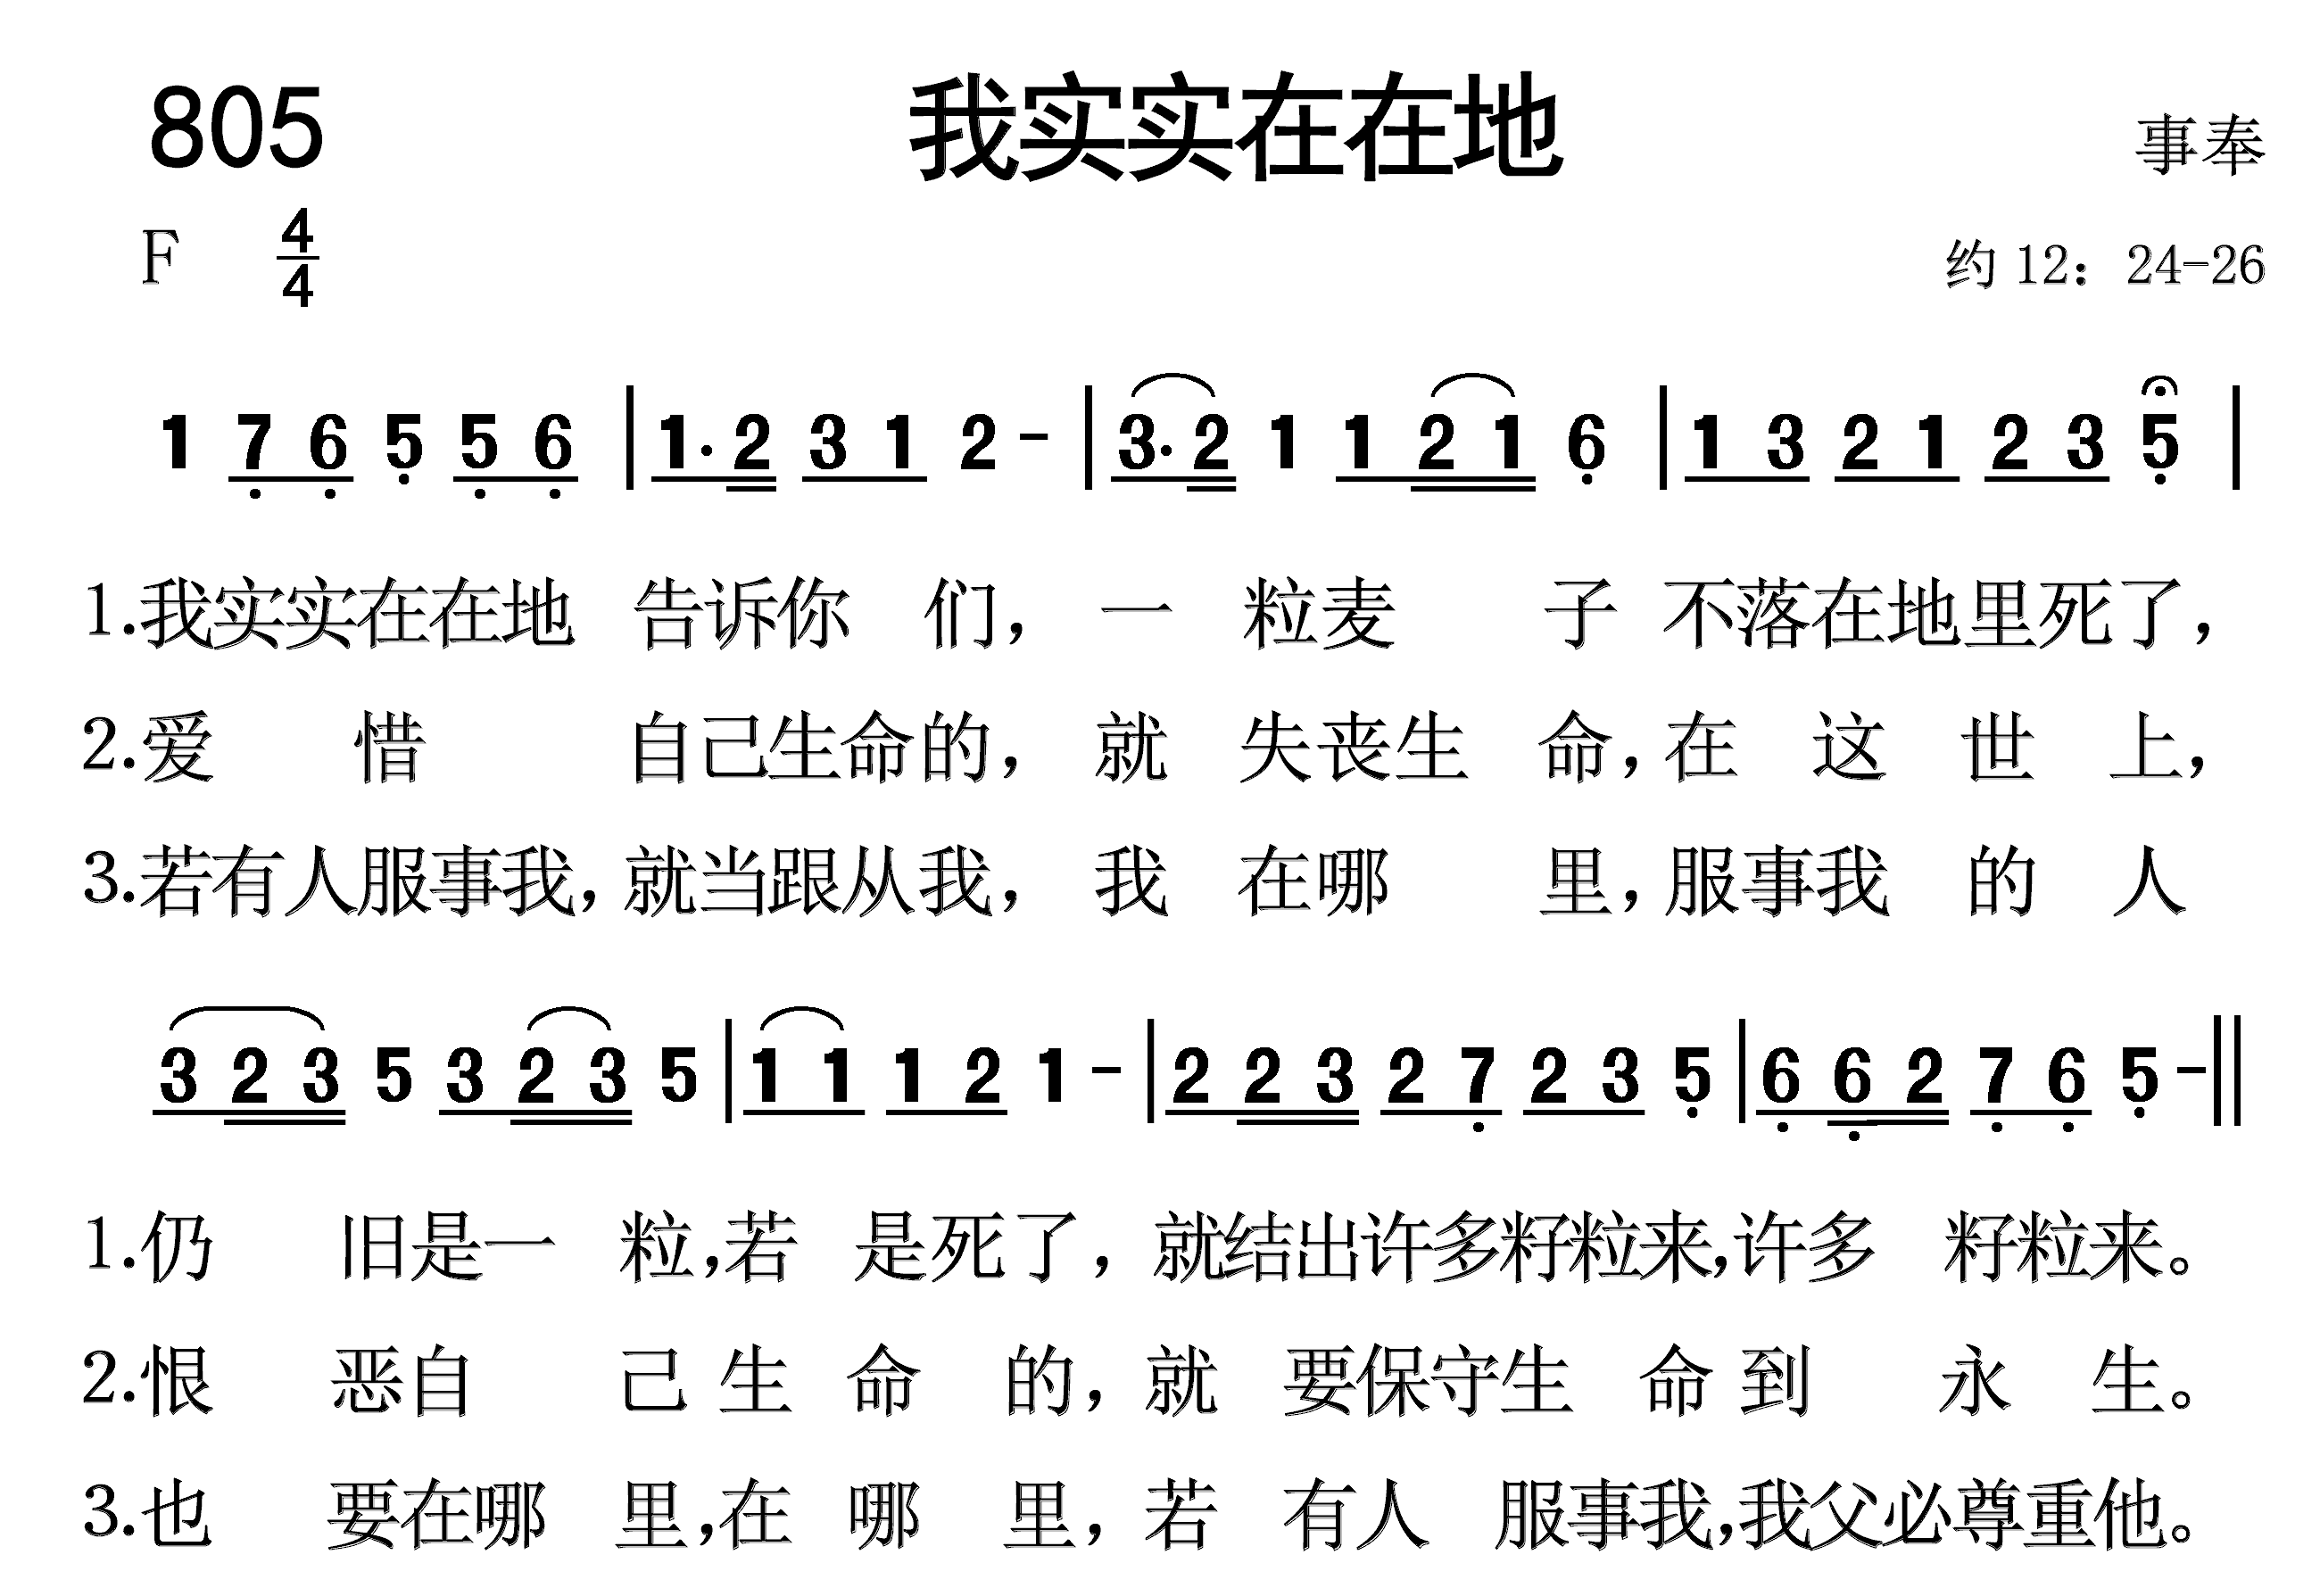 805 我实实在在地 事奉
F 4/4 约 12：24-26
1 7 6 5 5 6 | 1· 2 3 1 2 - | 3· 2 1 1 2 1 6 | 1 3 2 1 2 3 5 |
1.我实实在在地 告诉你 们，一 粒麦 子 不落在地里死了，
2.爱 惜 自己生命的，就 失丧生 命，在 这 世 上，
3.若有人服事我，就当跟从我，我 在哪 里，服事我 的 人
3 2 3 5 3 2 3 5 | 1 1 1 2 1 - | 2 2 3 2 7 2 3 5 | 6 6 2 7 6 5 - ||
1.仍 旧是一 粒，若 是死了，就结出许多籽粒来，许多 籽粒来。
2.恨 恶自 己 生 命 的，就 要保守生 命 到 永 生。
3.也 要在哪 里，在 哪 里，若 有人 服事我，我父必尊重他。